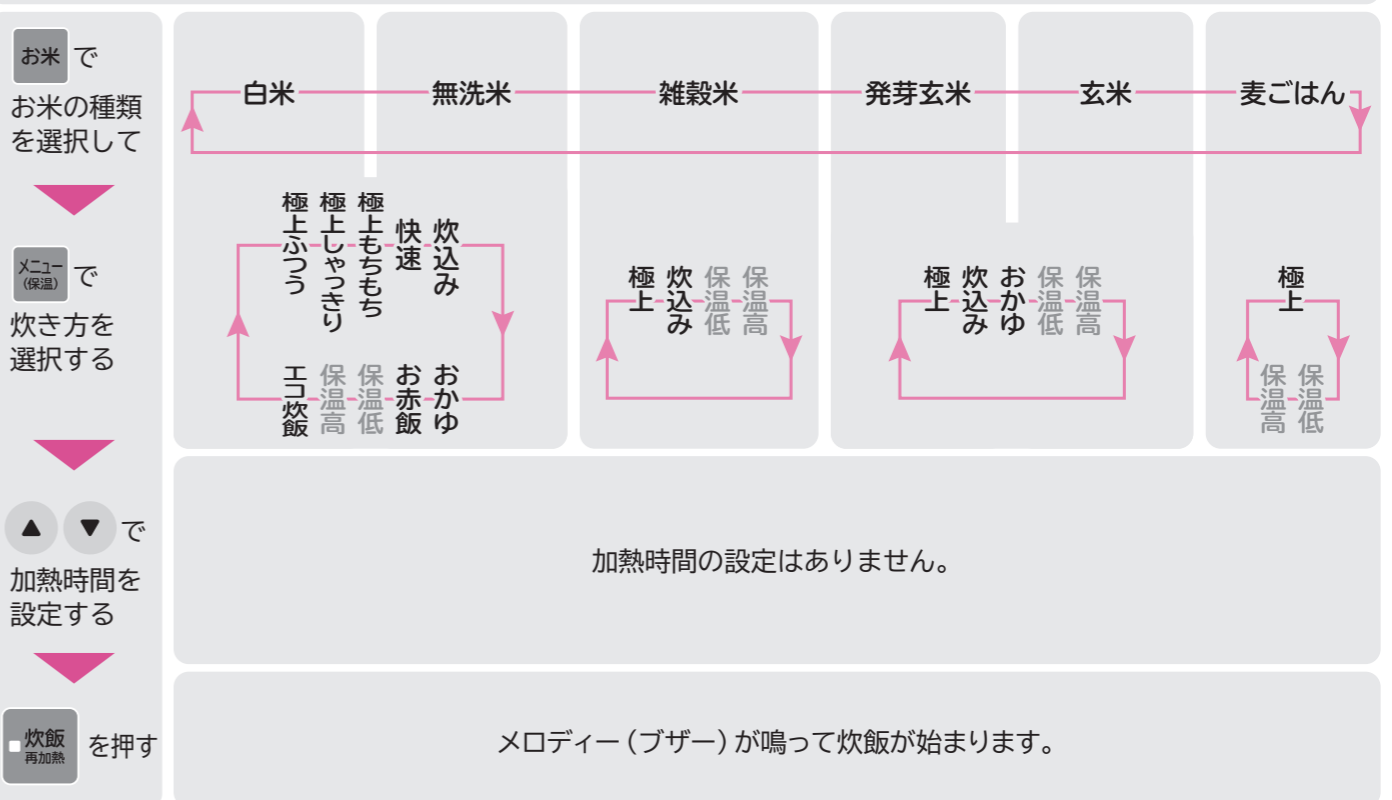 お米 で
お米の種類
を選択して
白米 無洗米 雑穀米 発芽玄米 玄米 麦ごはん
メニュー
(保温)
で
炊き方を
選択する
極上ふつう
極上しゃっきり
極上もちもち
快速
炊込み
おかゆ
お赤飯
保温低
保温高
エコ炊飯
極上
炊込み
保温低
保温高
極上
炊込み
おかゆ
保温低
保温高
極上
保温低
保温高
▲ ▼ で
加熱時間を
設定する
加熱時間の設定はありません。
炊飯
再加熱
を押す
メロディー(ブザー)が鳴って炊飯が始まります。